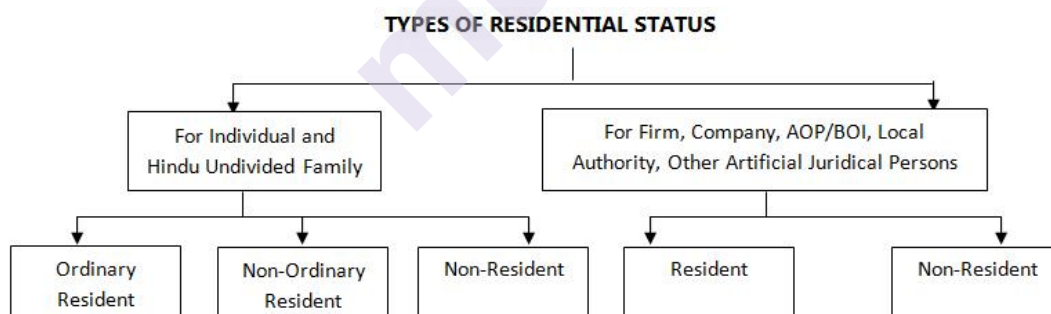 TYPES OF RESIDENTIAL STATUS
For Individual and
Hindu Undivided Family
For Firm, Company, AOP/BOI, Local
Authority, Other Artificial Juridical Persons
Ordinary
Resident
Non-Ordinary
Resident
Non-Resident
Resident
Non-Resident